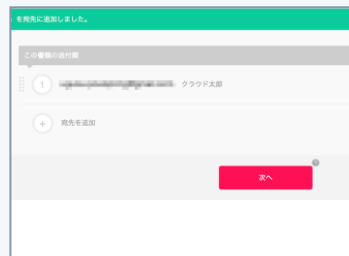 を宛先に追加しました。
この書類の送付順
1 クラウド太郎
+ 宛先を追加
?
次へ